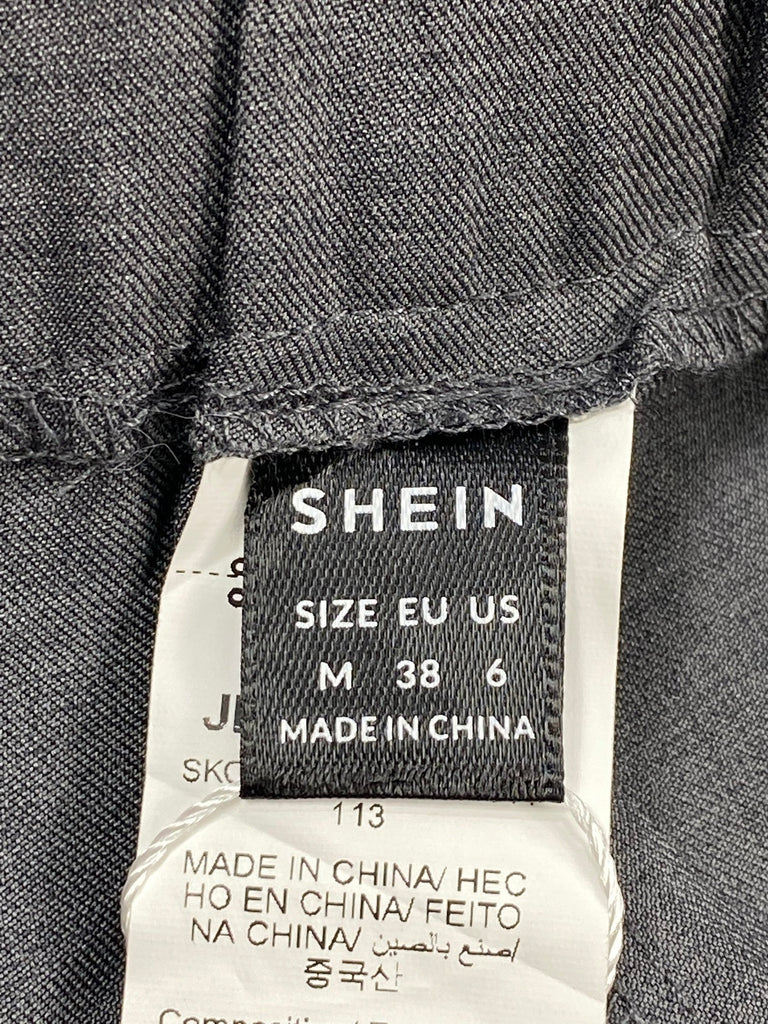 SHEIN
SIZE EU US
M 38 6
MADE IN CHINA
113
MADE IN CHINA/ HEC
HO EN CHINA/ FEITO
NA CHINA/ صنع بالصين/
중국산